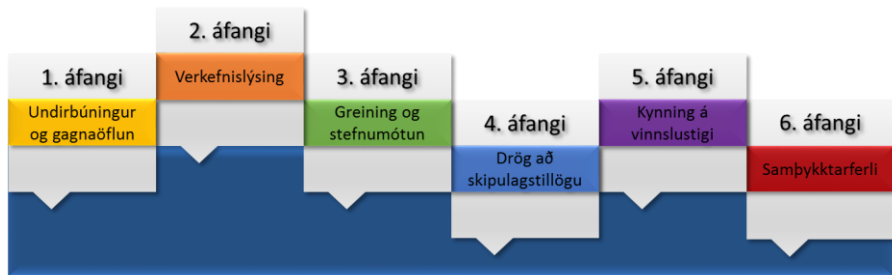 1. áfangi
Undirbúningur
og gagnaöflun
2. áfangi
Verkefnislýsing
3. áfangi
Greining og
stefnumótun
4. áfangi
Drög að
skipulagstillögu
5. áfangi
Kynning á
vinnslustigi
6. áfangi
Samþykktarferli